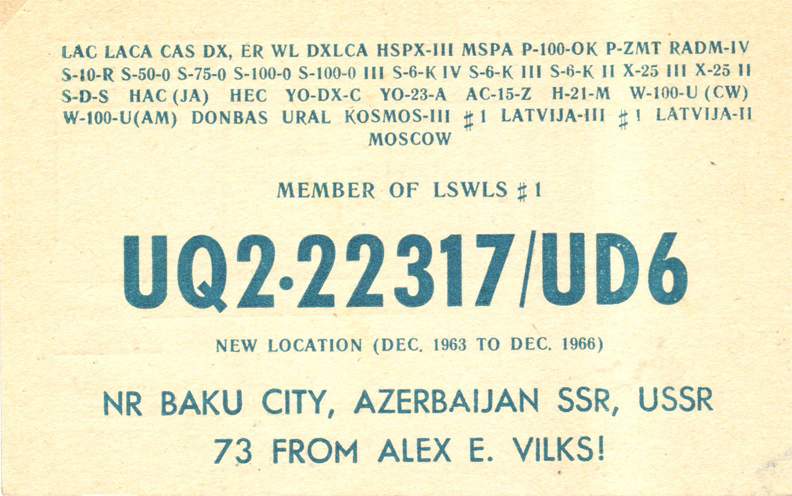 LAC LACA CAS DX, ER WL DXLCA HSPX-III MSPA P-100-OK P-ZMT RADM-IV
S-10-R S-50-0 S-75-0 S-100-0 S-100-0 III S-6-K IV S-6-K III S-6-K II X-25 III X-25 II
S-D-S HAC (JA) HEC YO-DX-C YO-23-A AC-15-Z H-21-M W-100-U (CW)
W-100-U(AM) DONBAS URAL KOSMOS-III #1 LATVIJA-III #1 LATVIJA-II
MOSCOW
MEMBER OF LSWLS #1
UQ2·22317/UD6
NEW LOCATION (DEC. 1963 TO DEC. 1966)
NR BAKU CITY, AZERBAIJAN SSR, USSR
73 FROM ALEX E. VILKS!